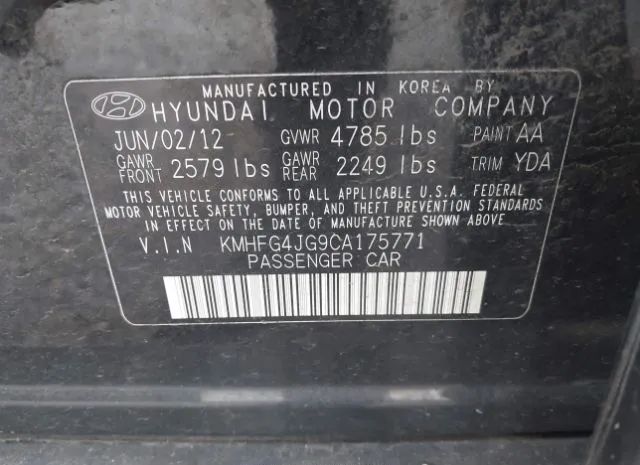 MANUFACTURED IN KOREA BY
HYUNDAI MOTOR COMPANY
JUN/02/12 GVWR 4785 lbs PAINT AA
GAWR FRONT 2579 lbs GAWR REAR 2249 lbs TRIM YDA
THIS VEHICLE CONFORMS TO ALL APPLICABLE U.S.A. FEDERAL
MOTOR VEHICLE SAFETY, BUMPER, AND THEFT PREVENTION STANDARDS
IN EFFECT ON THE DATE OF MANUFACTURE SHOWN ABOVE
V.I.N KMHFG4JG9CA175771
PASSENGER CAR